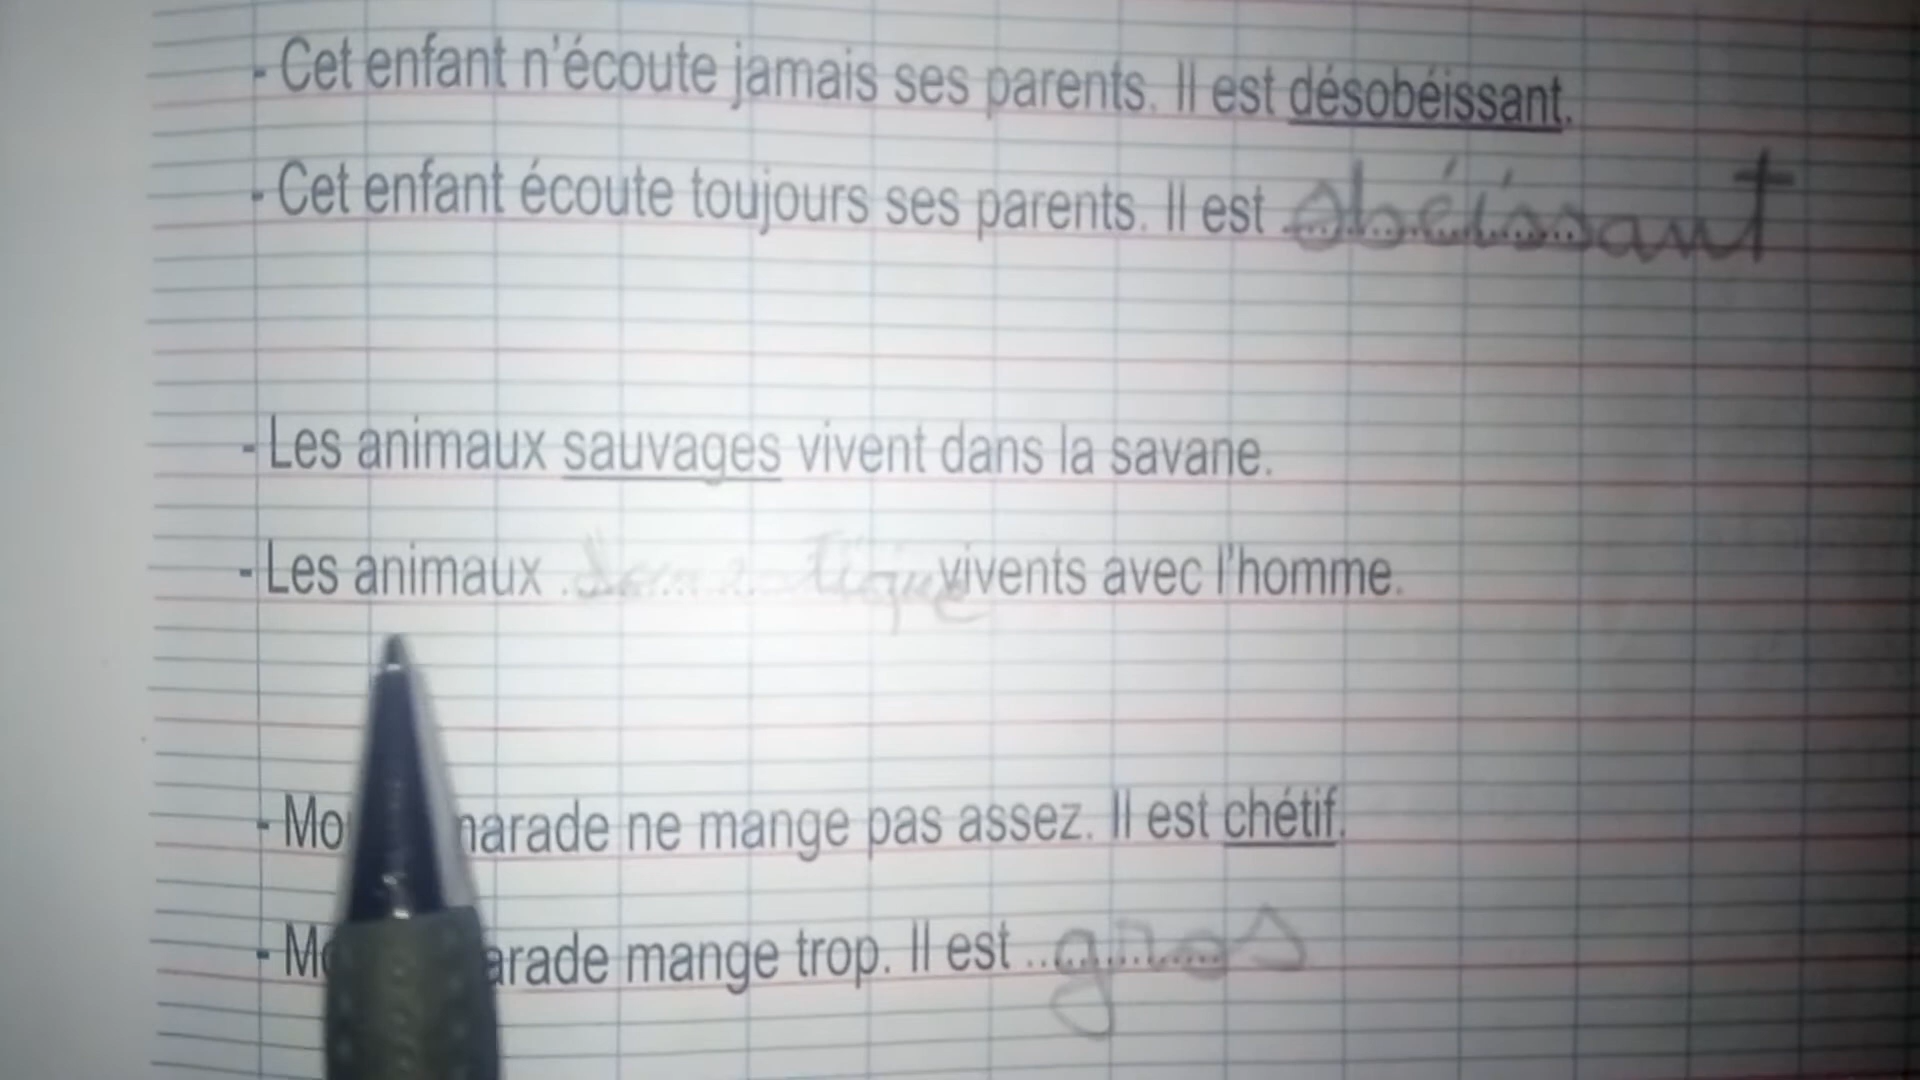 - Cet enfant n'écoute jamais ses parents. Il est désobéissant.
- Cet enfant écoute toujours ses parents. Il est obéissant
- Les animaux sauvages vivent dans la savane.
- Les animaux vivents avec l'homme.
- ne mange pas assez. Il est chétif.
- mange trop. Il est gros